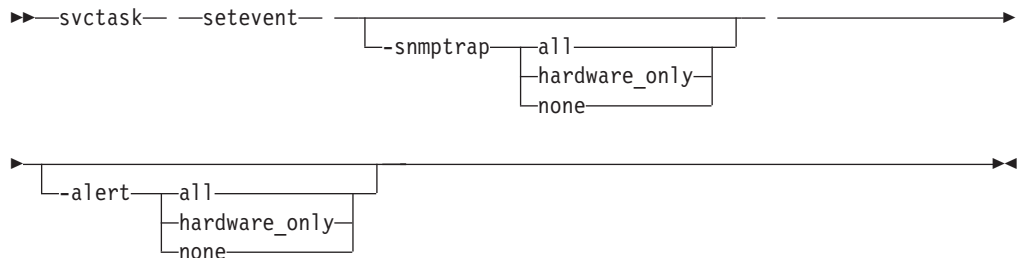 svctask setevent
-snmptrap all
hardware_only
none
-alert all
hardware_only
none